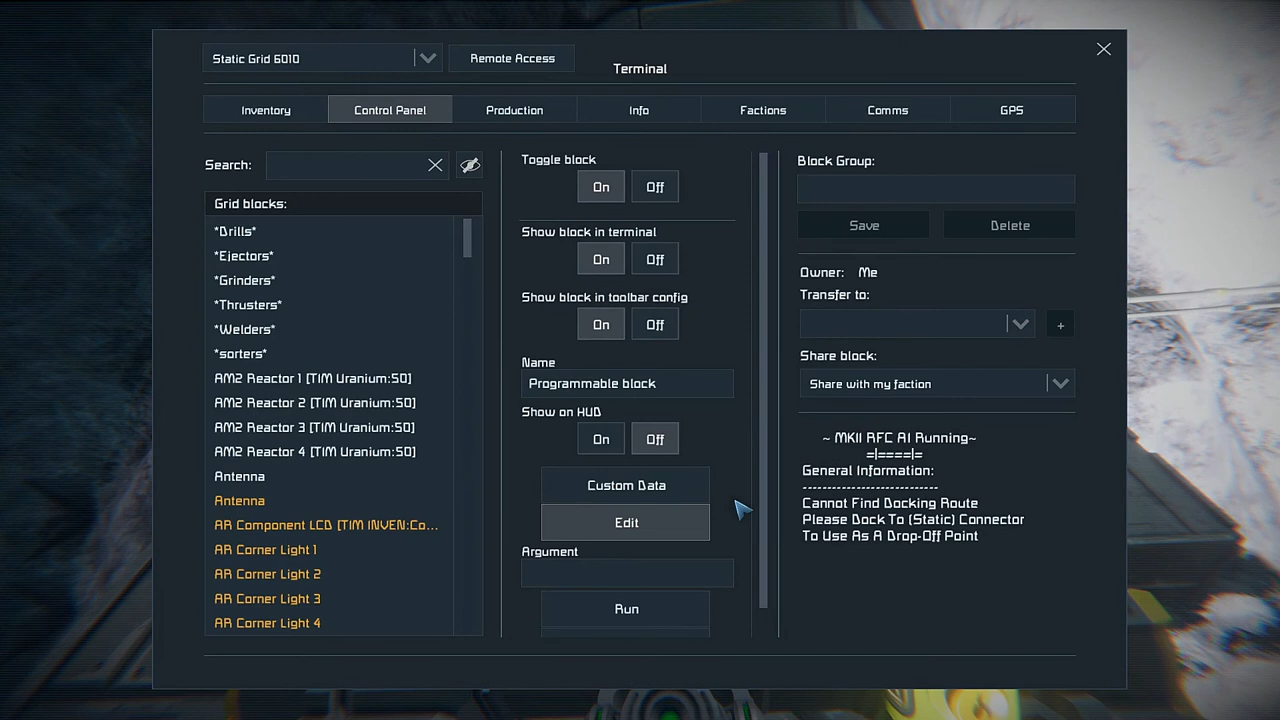 Static Grid 6010
Remote Access
Terminal
Inventory
Control Panel
Production
Info
Factions
Comms
GPS
Search:
Grid blocks:
*Drills*
*Ejectors*
*Grinders*
*Thrusters*
*Welders*
*sorters*
AM2 Reactor 1 [TIM Uranium:50]
AM2 Reactor 2 [TIM Uranium:50]
AM2 Reactor 3 [TIM Uranium:50]
AM2 Reactor 4 [TIM Uranium:50]
Antenna
Antenna
AR Component LCD [TIM INVEN:Co...
AR Corner Light 1
AR Corner Light 2
AR Corner Light 3
AR Corner Light 4
Toggle block
On Off
Show block in terminal
On Off
Show block in toolbar config
On Off
Name
Programmable block
Show on HUD
On Off
Custom Data
Edit
Argument
Run
Block Group:
Save Delete
Owner: Me
Transfer to:
+
Share block:
Share with my faction
~ MKII RFC AI Running~
=|====|=
General Information:
---------------------------
Cannot Find Docking Route
Please Dock To (Static) Connector
To Use As A Drop-Off Point